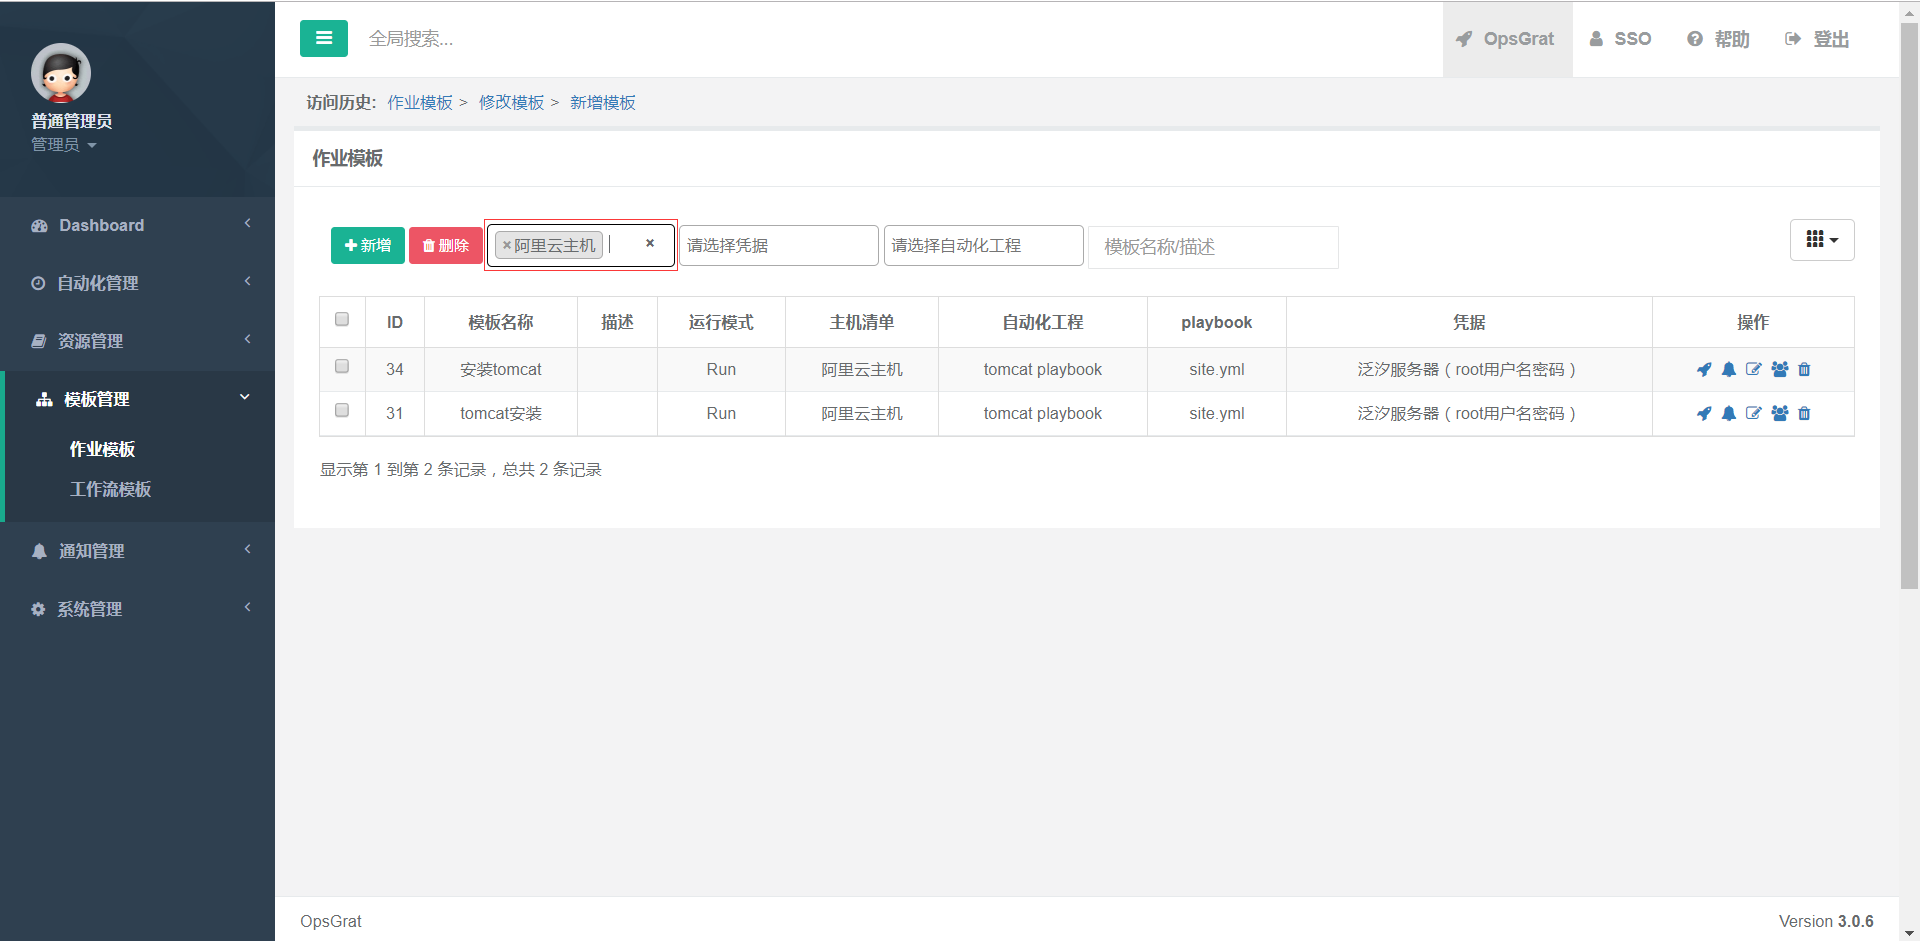 全局搜索...
OpsGrat
SSO
帮助
登出
普通管理员
管理员
Dashboard
自动化管理
资源管理
模板管理
作业模板
工作流模板
通知管理
系统管理
访问历史: 作业模板 > 修改模板 > 新增模板
作业模板
新增 删除 ×阿里云主机 × 请选择凭据 请选择自动化工程 模板名称/描述
ID 模板名称 描述 运行模式 主机清单 自动化工程 playbook 凭据 操作
34 安装tomcat Run 阿里云主机 tomcat playbook site.yml 泛汐服务器（root用户名密码）
31 tomcat安装 Run 阿里云主机 tomcat playbook site.yml 泛汐服务器（root用户名密码）
显示第 1 到第 2 条记录，总共 2 条记录
OpsGrat
Version 3.0.6